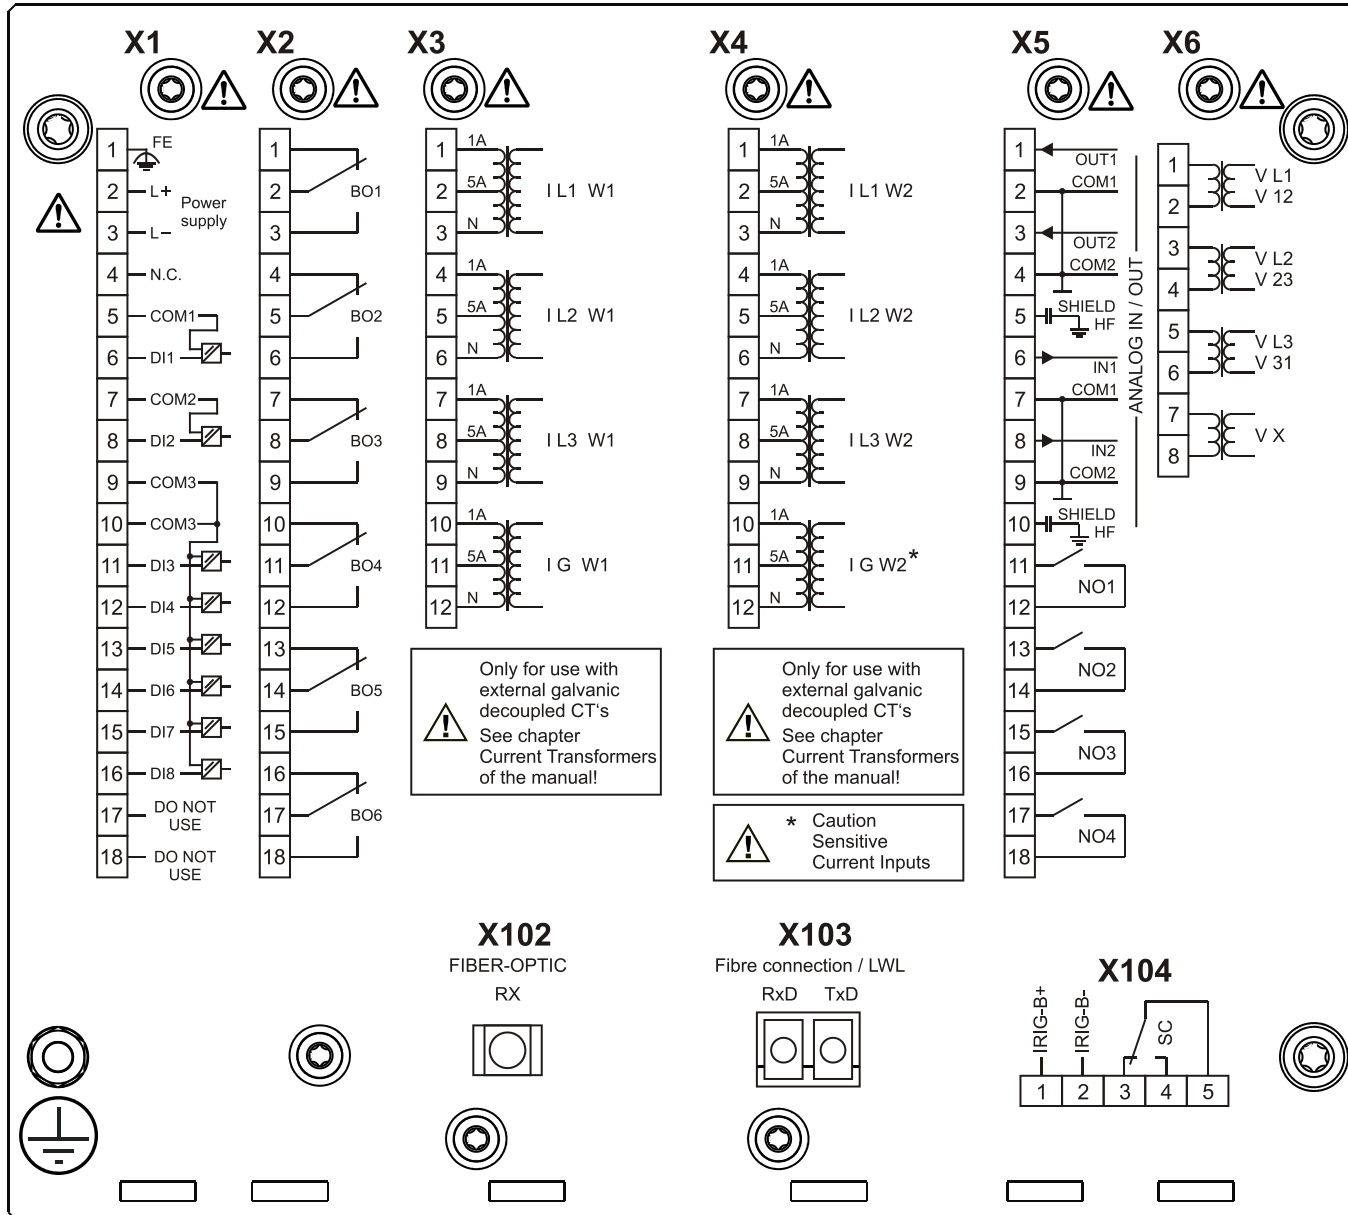 X1
X2
X3
X4
X5
X6
1 FE
2 L+
Power
supply
3 L–
4 N.C.
5 COM1
6 DI1
7 COM2
8 DI2
9 COM3
10 COM3
11 DI3
12 DI4
13 DI5
14 DI6
15 DI7
16 DI8
17 DO NOT
USE
18 DO NOT
USE
1
2 BO1
3
4
5 BO2
6
7
8 BO3
9
10
11 BO4
12
13
14 BO5
15
16
17 BO6
18
1 1A
2 5A I L1 W1
3 N
4 1A
5 5A I L2 W1
6 N
7 1A
8 5A I L3 W1
9 N
10 1A
11 5A I G W1
12 N
Only for use with
external galvanic
decoupled CT‘s
See chapter
Current Transformers
of the manual!
1 1A
2 5A I L1 W2
3 N
4 1A
5 5A I L2 W2
6 N
7 1A
8 5A I L3 W2
9 N
10 1A
11 5A I G W2*
12 N
Only for use with
external galvanic
decoupled CT‘s
See chapter
Current Transformers
of the manual!
* Caution
Sensitive
Current Inputs
1 OUT1
2 COM1
3 OUT2
4 COM2
5 SHIELD
HF
6 IN1
7 COM1
8 IN2
9 COM2
10 SHIELD
HF
ANALOG IN / OUT
11
NO1
12
13
NO2
14
15
NO3
16
17
NO4
18
1 V L1
2 V 12
3 V L2
4 V 23
5 V L3
6 V 31
7
V X
8
X102
FIBER-OPTIC
RX
X103
Fibre connection / LWL
RxD TxD
X104
IRIG-B+
IRIG-B-
SC
1 2 3 4 5